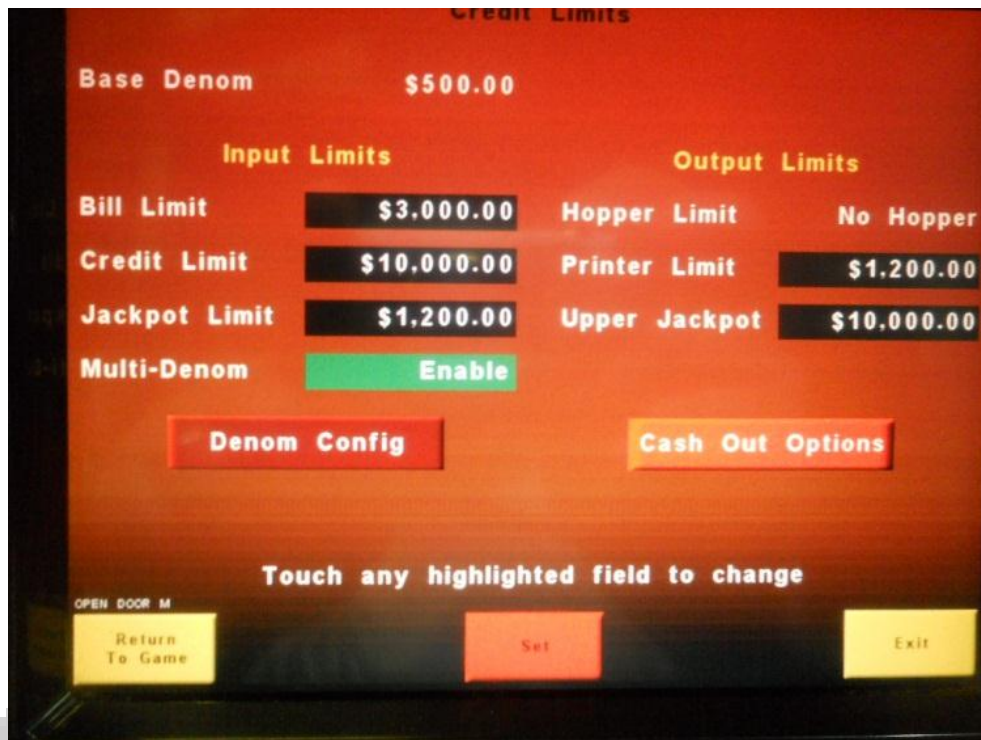 Credit Limits
Base Denom $500.00
Input Limits Output Limits
Bill Limit $3,000.00 Hopper Limit No Hopper
Credit Limit $10,000.00 Printer Limit $1,200.00
Jackpot Limit $1,200.00 Upper Jackpot $10,000.00
Multi-Denom Enable
Denom Config Cash Out Options
Touch any highlighted field to change
OPEN DOOR M
Return
To Game
Set
Exit